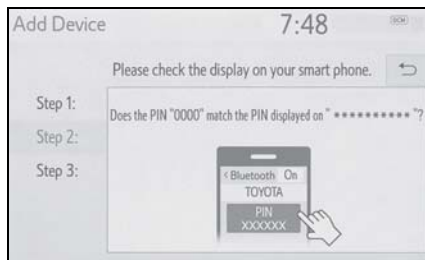 Add Device 7:48 DCM
Please check the display on your smart phone.
Step 1:
Does the PIN "0000" match the PIN displayed on " ********** "?
Step 2:
Step 3:
< Bluetooth On
TOYOTA
PIN
XXXXXX